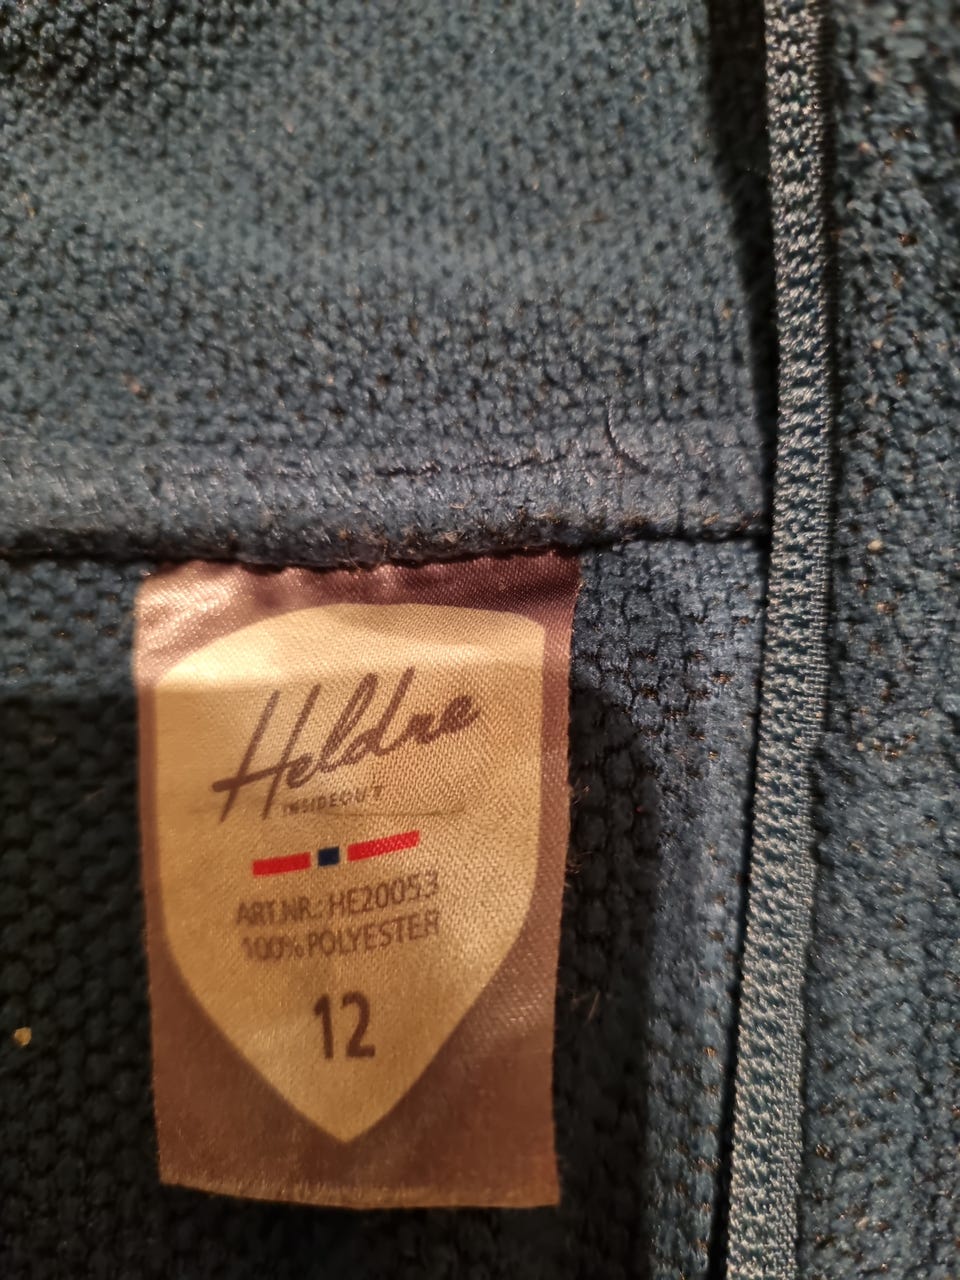 Heldre
INSIDEOUT
ART.NR.: HE20053
100% POLYESTER
12